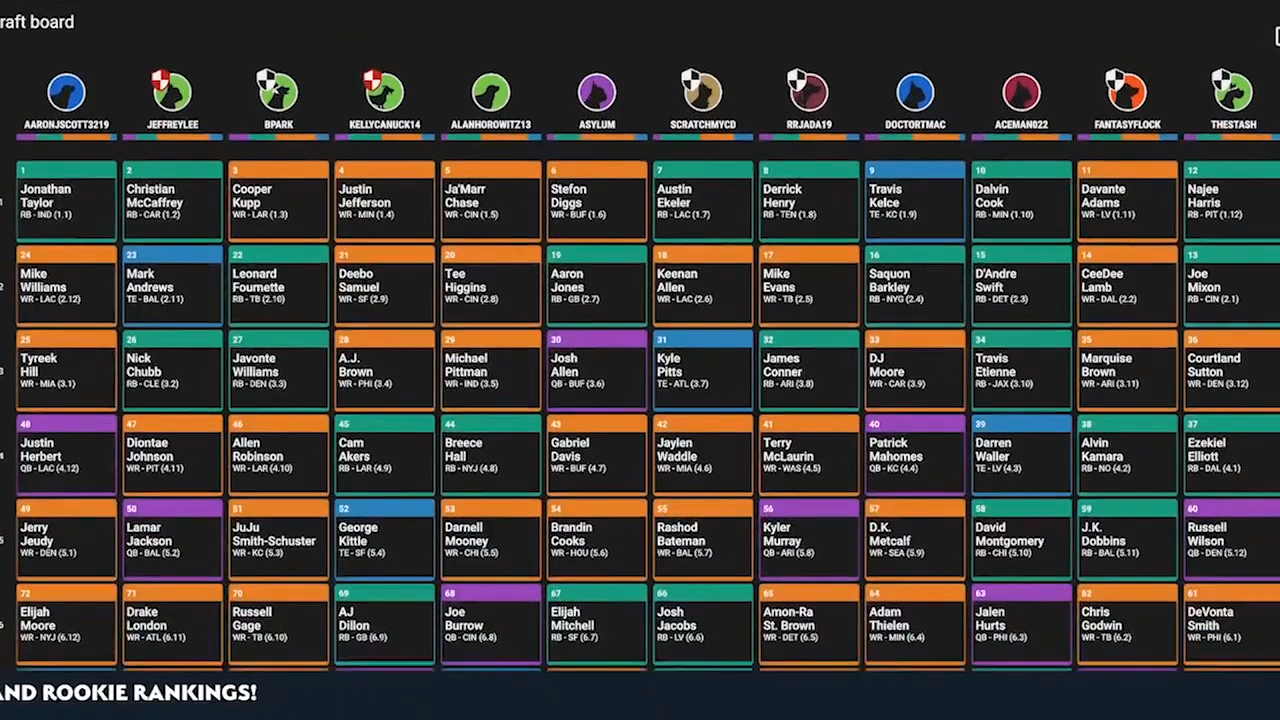 raft board
AARONJSCOTT3219 JEFFREYLEE BPARK KELLYCANUCK14 ALANHOROWITZ13 ASYLUM SCRATCHMYCD RRJADA19 DOCTORTMAC ACEMAN022 FANTASYFLOCK THESTASH
1 2 3 4 5 6 7 8 9 10 11 12
Jonathan Christian Cooper Justin Ja'Marr Stefon Austin Derrick Travis Dalvin Davante Najee
Taylor McCaffrey Kupp Jefferson Chase Diggs Ekeler Henry Kelce Cook Adams Harris
RB - IND (1.1) RB - CAR (1.2) WR - LAR (1.3) WR - MIN (1.4) WR - CIN (1.5) WR - BUF (1.6) RB - LAC (1.7) RB - TEN (1.8) TE - KC (1.9) RB - MIN (1.10) WR - LV (1.11) RB - PIT (1.12)
24 23 22 21 20 19 18 17 16 15 14 13
Mike Mark Leonard Deebo Tee Aaron Keenan Mike Saquon D'Andre CeeDee Joe
Williams Andrews Fournette Samuel Higgins Jones Allen Evans Barkley Swift Lamb Mixon
WR - LAC (2.12) TE - BAL (2.11) RB - TB (2.10) WR - SF (2.9) WR - CIN (2.8) RB - GB (2.7) WR - LAC (2.6) WR - TB (2.5) RB - NYG (2.4) RB - DET (2.3) WR - DAL (2.2) RB - CIN (2.1)
25 26 27 28 29 30 31 32 33 34 35 36
Tyreek Nick Javonte A.J. Michael Josh Kyle James DJ Travis Marquise Courtland
Hill Chubb Williams Brown Pittman Allen Pitts Conner Moore Etienne Brown Sutton
WR - MIA (3.1) RB - CLE (3.2) RB - DEN (3.3) WR - PHI (3.4) WR - IND (3.5) QB - BUF (3.6) TE - ATL (3.7) RB - ARI (3.8) WR - CAR (3.9) RB - JAX (3.10) WR - ARI (3.11) WR - DEN (3.12)
48 47 46 45 44 43 42 41 40 39 38 37
Justin Diontae Allen Cam Breece Gabriel Jaylen Terry Patrick Darren Alvin Ezekiel
Herbert Johnson Robinson Akers Hall Davis Waddle McLaurin Mahomes Waller Kamara Elliott
QB - LAC (4.12) WR - PIT (4.11) WR - LAR (4.10) RB - LAR (4.9) RB - NYJ (4.8) WR - BUF (4.7) WR - MIA (4.6) WR - WAS (4.5) QB - KC (4.4) TE - LV (4.3) RB - NO (4.2) RB - DAL (4.1)
49 50 51 52 53 54 55 56 57 58 59 60
Jerry Lamar JuJu George Darnell Brandin Rashod Kyler D.K. David J.K. Russell
Jeudy Jackson Smith-Schuster Kittle Mooney Cooks Bateman Murray Metcalf Montgomery Dobbins Wilson
WR - DEN (5.1) QB - BAL (5.2) WR - KC (5.3) TE - SF (5.4) WR - CHI (5.5) WR - HOU (5.6) WR - BAL (5.7) QB - ARI (5.8) WR - SEA (5.9) RB - CHI (5.10) RB - BAL (5.11) QB - DEN (5.12)
72 71 70 69 68 67 66 65 64 63 62 61
Elijah Drake Russell AJ Joe Elijah Josh Amon-Ra Adam Jalen Chris DeVonta
Moore London Gage Dillon Burrow Mitchell Jacobs St. Brown Thielen Hurts Godwin Smith
WR - NYJ (6.12) WR - ATL (6.11) WR - TB (6.10) RB - GB (6.9) QB - CIN (6.8) RB - SF (6.7) RB - LV (6.6) WR - DET (6.5) WR - MIN (6.4) QB - PHI (6.3) WR - TB (6.2) WR - PHI (6.1)
AND ROOKIE RANKINGS!